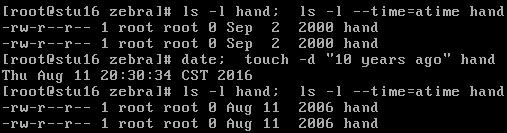 [root@stu16 zebra]# ls -l hand;  ls -l --time=atime hand
-rw-r--r-- 1 root root 0 Sep  2  2000 hand
-rw-r--r-- 1 root root 0 Sep  2  2000 hand
[root@stu16 zebra]# date;  touch -d "10 years ago" hand
Thu Aug 11 20:30:34 CST 2016
[root@stu16 zebra]# ls -l hand;  ls -l --time=atime hand
-rw-r--r-- 1 root root 0 Aug 11  2006 hand
-rw-r--r-- 1 root root 0 Aug 11  2006 hand